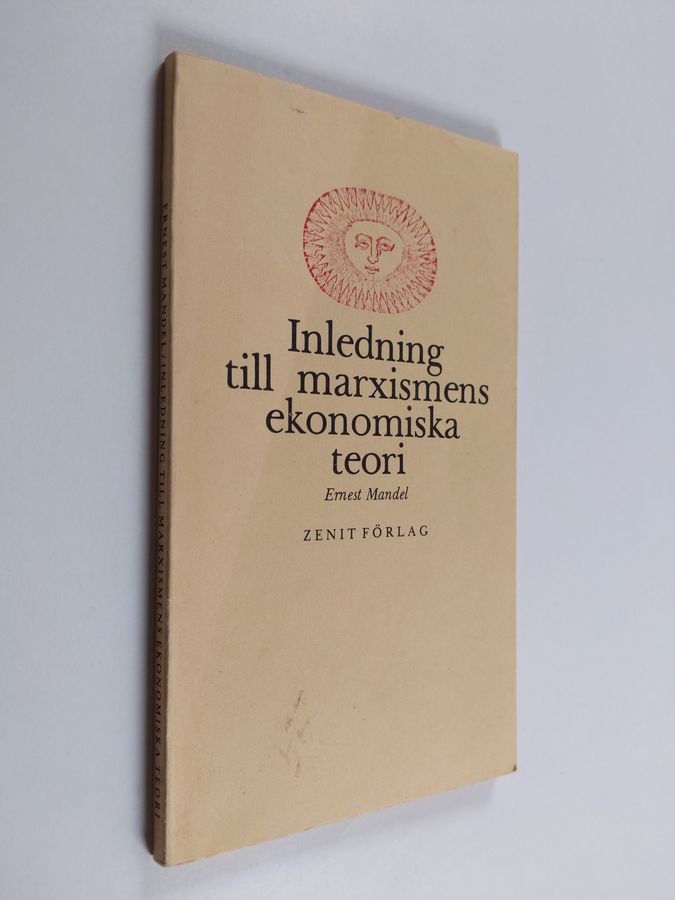 Inledning
till marxismens
ekonomiska
teori
Ernest Mandel
ZENIT FÖRLAG
ERNEST MANDEL/INLEDNING TILL MARXISMENS EKONOMISKA TEORI